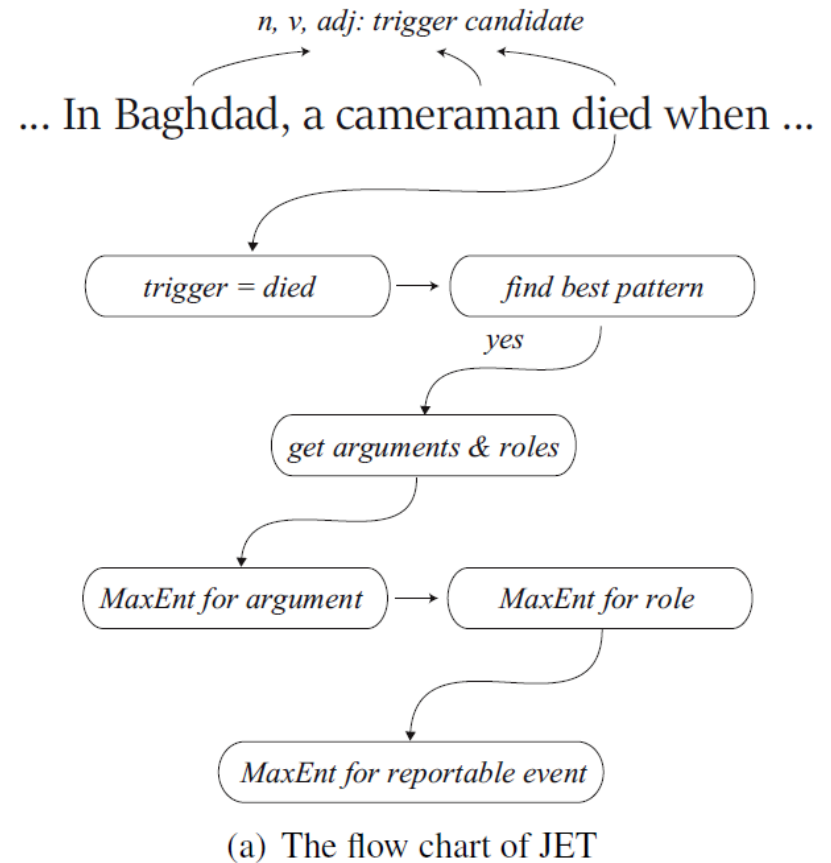 n, v, adj: trigger candidate
... In Baghdad, a cameraman died when ...
trigger = died
find best pattern
yes
get arguments & roles
MaxEnt for argument
MaxEnt for role
MaxEnt for reportable event
(a) The flow chart of JET